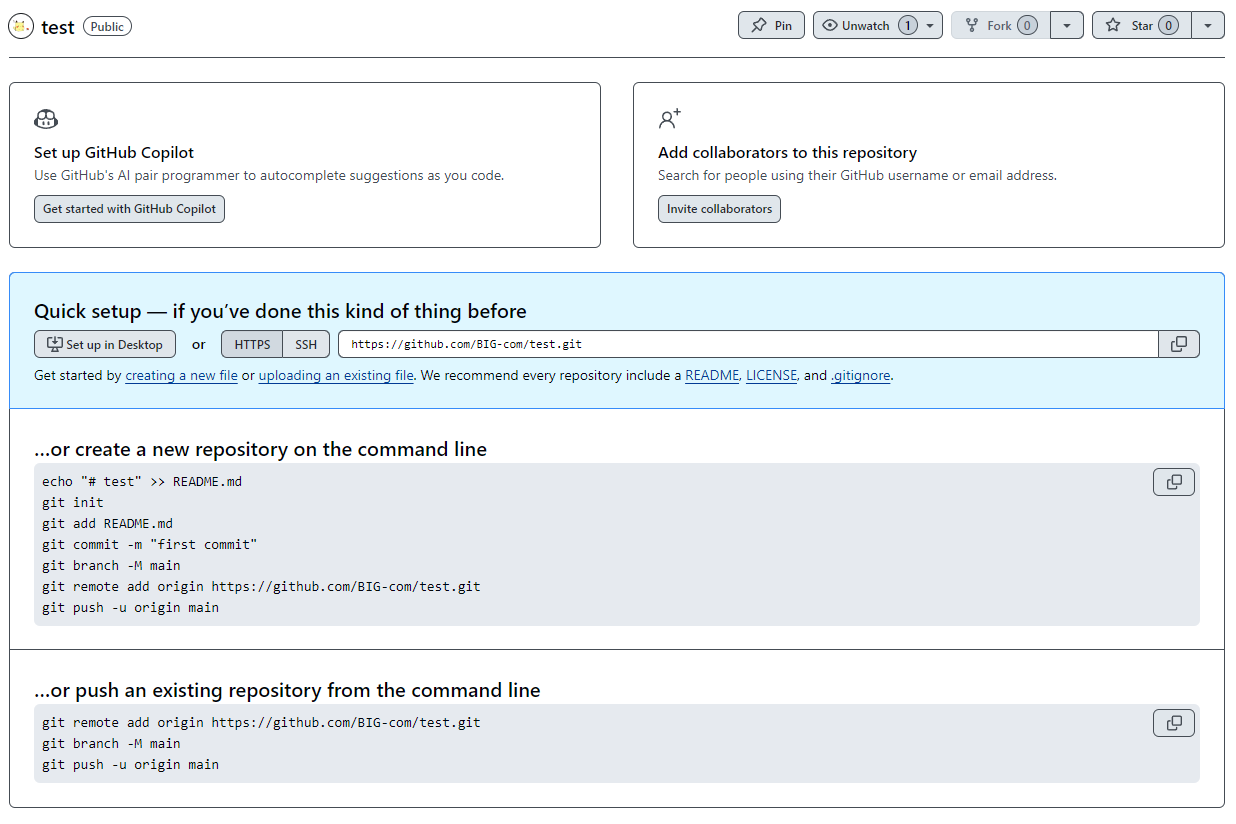 test Public Pin Unwatch 1 Fork 0 Star 0
Set up GitHub Copilot
Use GitHub's AI pair programmer to autocomplete suggestions as you code.
Get started with GitHub Copilot
Add collaborators to this repository
Search for people using their GitHub username or email address.
Invite collaborators
Quick setup — if you’ve done this kind of thing before
Set up in Desktop or HTTPS SSH https://github.com/BIG-com/test.git
Get started by creating a new file or uploading an existing file. We recommend every repository include a README, LICENSE, and .gitignore.
…or create a new repository on the command line
echo "# test" >> README.md
git init
git add README.md
git commit -m "first commit"
git branch -M main
git remote add origin https://github.com/BIG-com/test.git
git push -u origin main
…or push an existing repository from the command line
git remote add origin https://github.com/BIG-com/test.git
git branch -M main
git push -u origin main